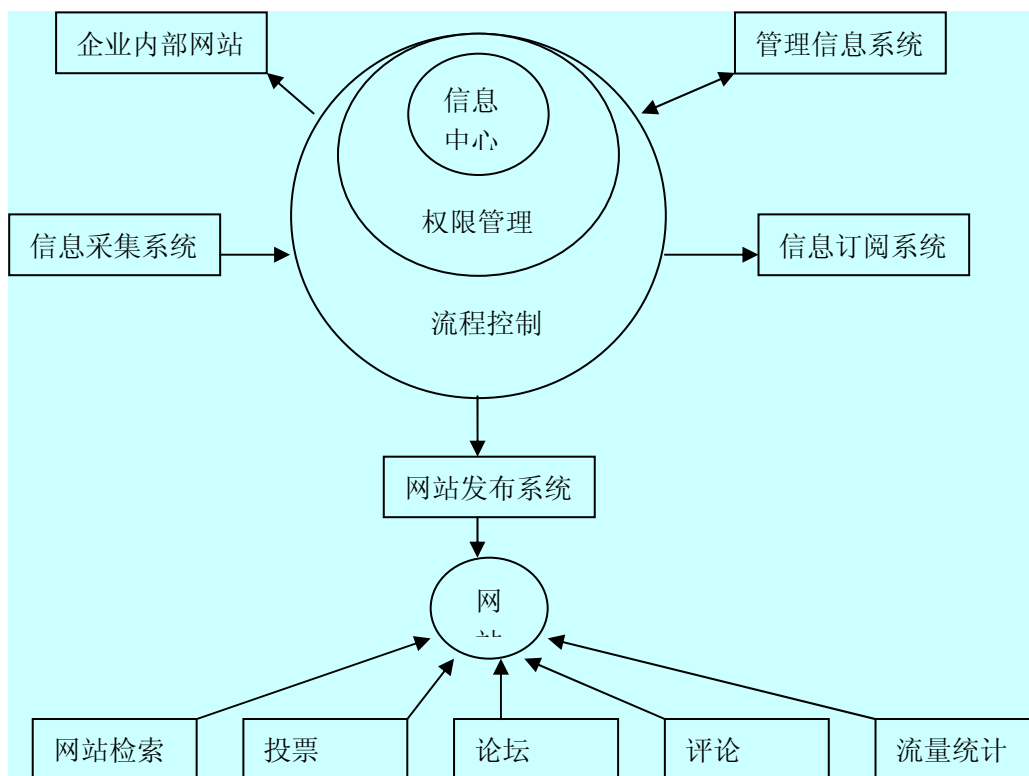 企业内部网站
管理信息系统
信息
中心
权限管理
信息采集系统
信息订阅系统
流程控制
网站发布系统
网
站
网站检索
投票
论坛
评论
流量统计